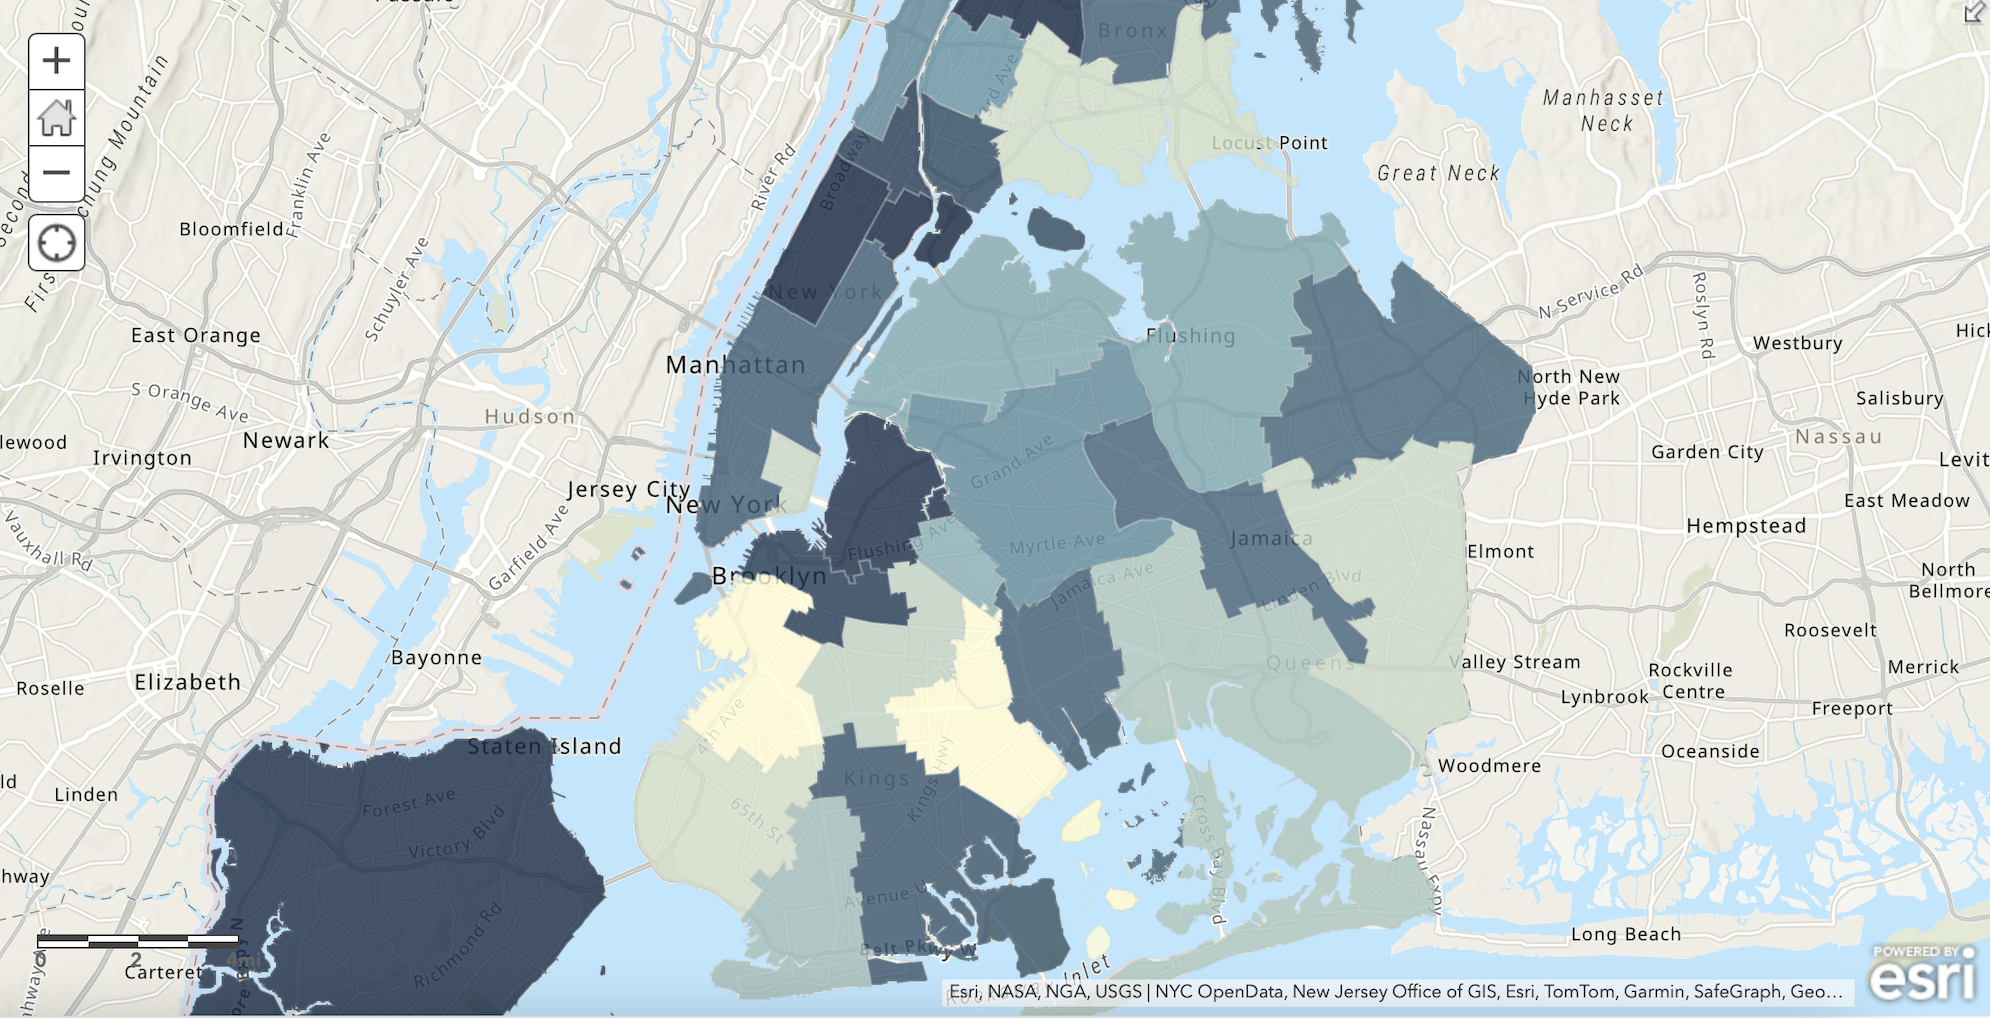 Bronx
Manhasset
Neck
Locust Point
Great Neck
River Rd
Broadway
Franklin Ave
Bloomfield
Schuyler Ave
New York
N Service Rd
Roslyn Rd
East Orange
Flushing
Westbury
Manhattan
North New
Hyde Park
S Orange Ave
Salisbury
Hudson
Newark
Nassau
Irvington
Grand Ave
Garden City
Jersey City
New York
East Meadow
Hempstead
Vauxhall Rd
Garfield Ave
Flushing Ave
Myrtle Ave
Jamaica
Elmont
Brooklyn
Jamaica Ave
Linden Blvd
North
Bellmore
Roosevelt
Bayonne
Queens
Valley Stream
Rockville
Centre
Merrick
Elizabeth
Roselle
Lynbrook
Freeport
4th Ave
Staten Island
Oceanside
Woodmere
Kings
Kings Hwy
Linden
Forest Ave
65th St
Victory Blvd
Cross Bay Blvd
Nassau Expy
Avenue U
Richmond Rd
Long Beach
Belt Pkwy W
0 2 4mi
Carteret
Inlet
Esri, NASA, NGA, USGS | NYC OpenData, New Jersey Office of GIS, Esri, TomTom, Garmin, SafeGraph, Geo...
POWERED BY
esri